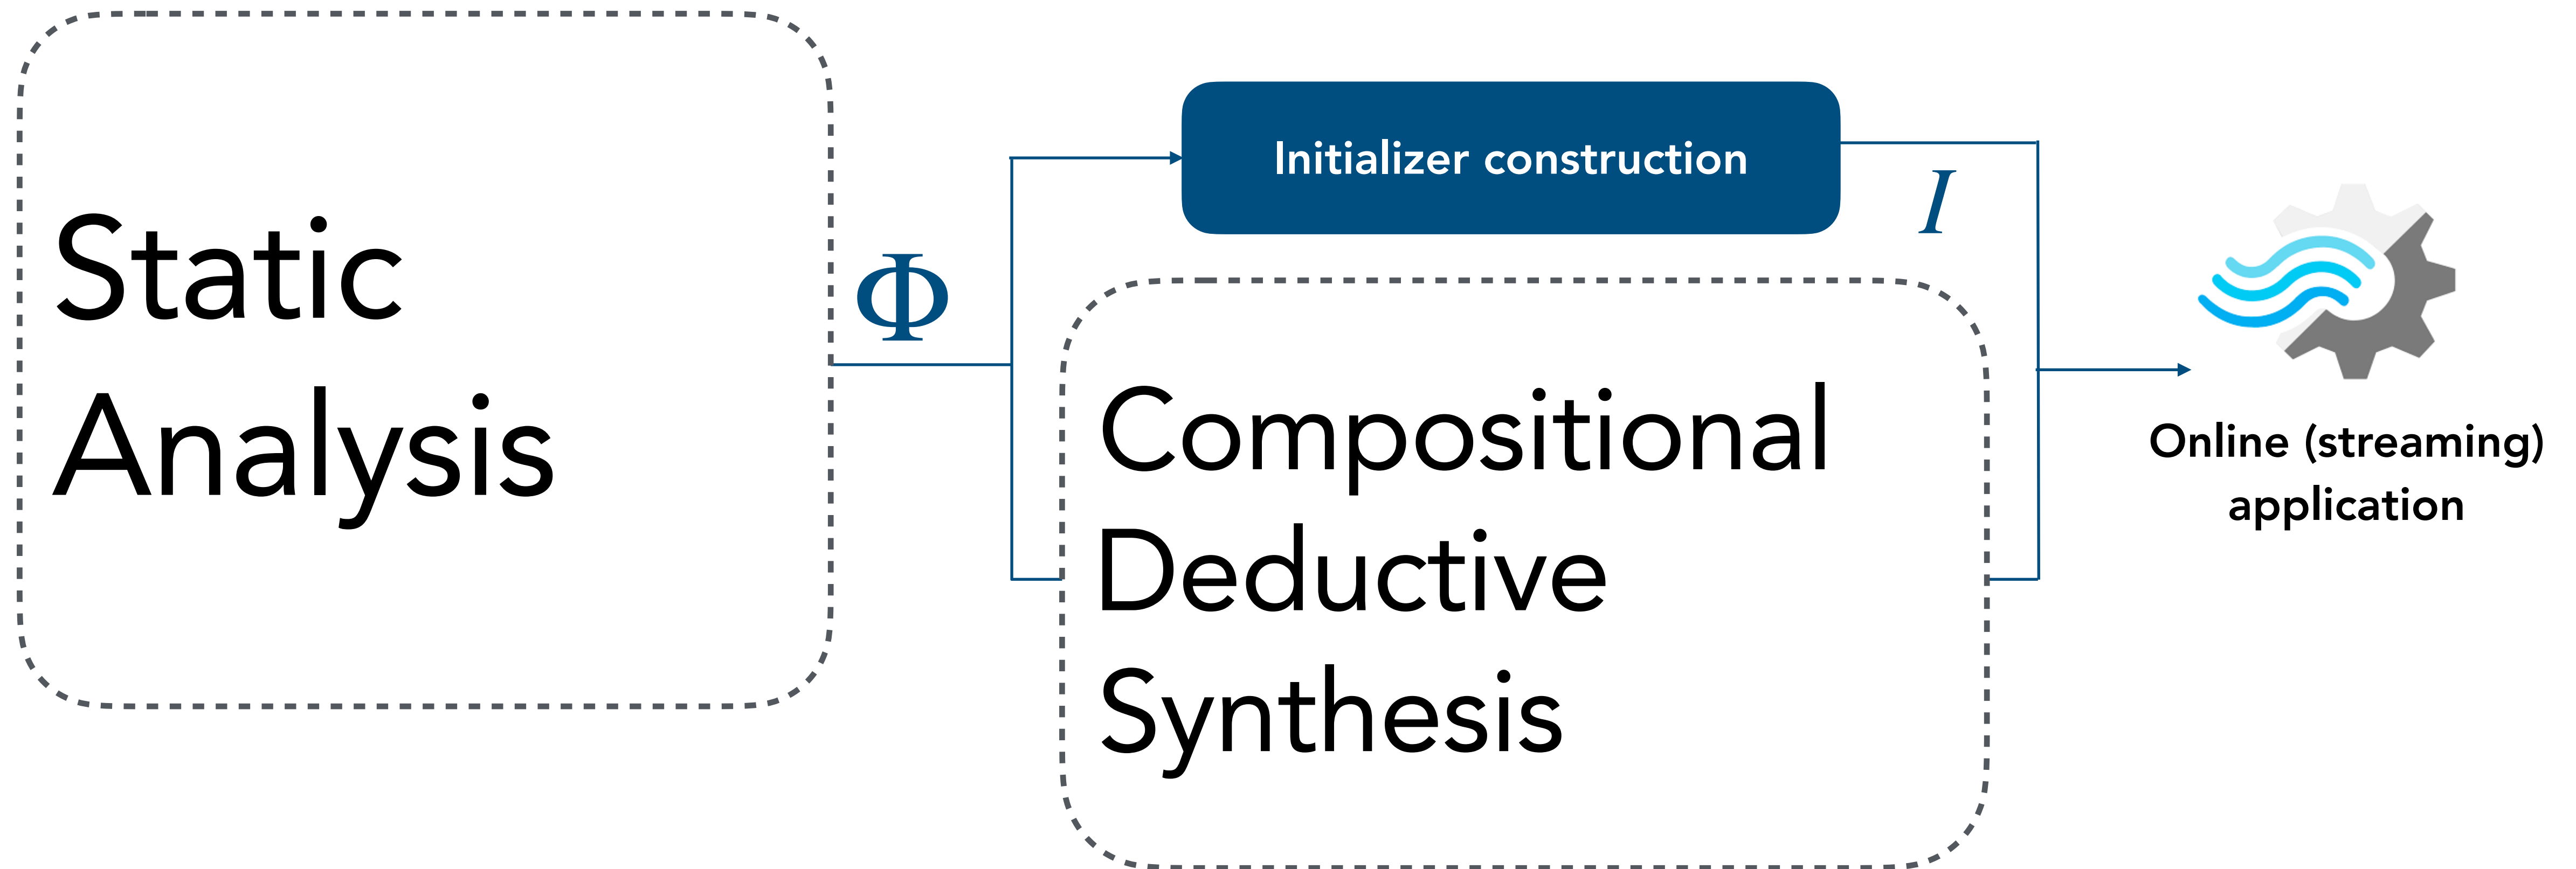 Static
Analysis
Φ
Initializer construction
I
Compositional
Deductive
Synthesis
Online (streaming)
application